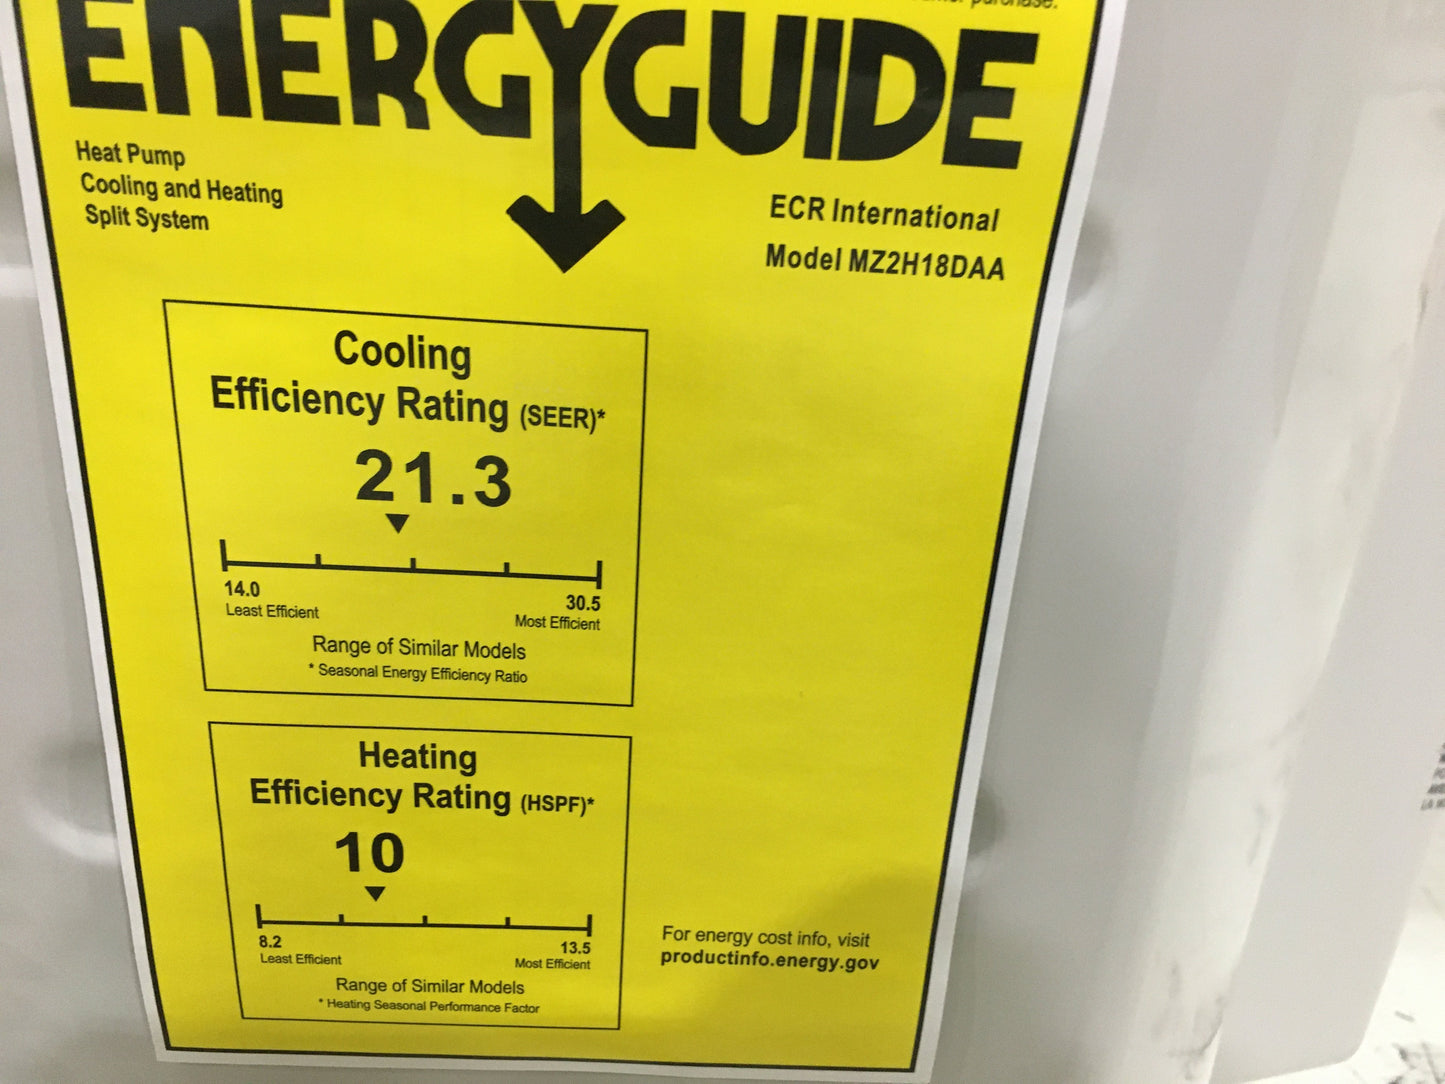 purchase.
ENERGYGUIDE
Heat Pump
Cooling and Heating
Split System
ECR International
Model MZ2H18DAA
Cooling
Efficiency Rating (SEER)*
21.3
14.0
30.5
Least Efficient
Most Efficient
Range of Similar Models
* Seasonal Energy Efficiency Ratio
Heating
Efficiency Rating (HSPF)*
10
8.2
13.5
Least Efficient
Most Efficient
Range of Similar Models
* Heating Seasonal Performance Factor
For energy cost info, visit
productinfo.energy.gov